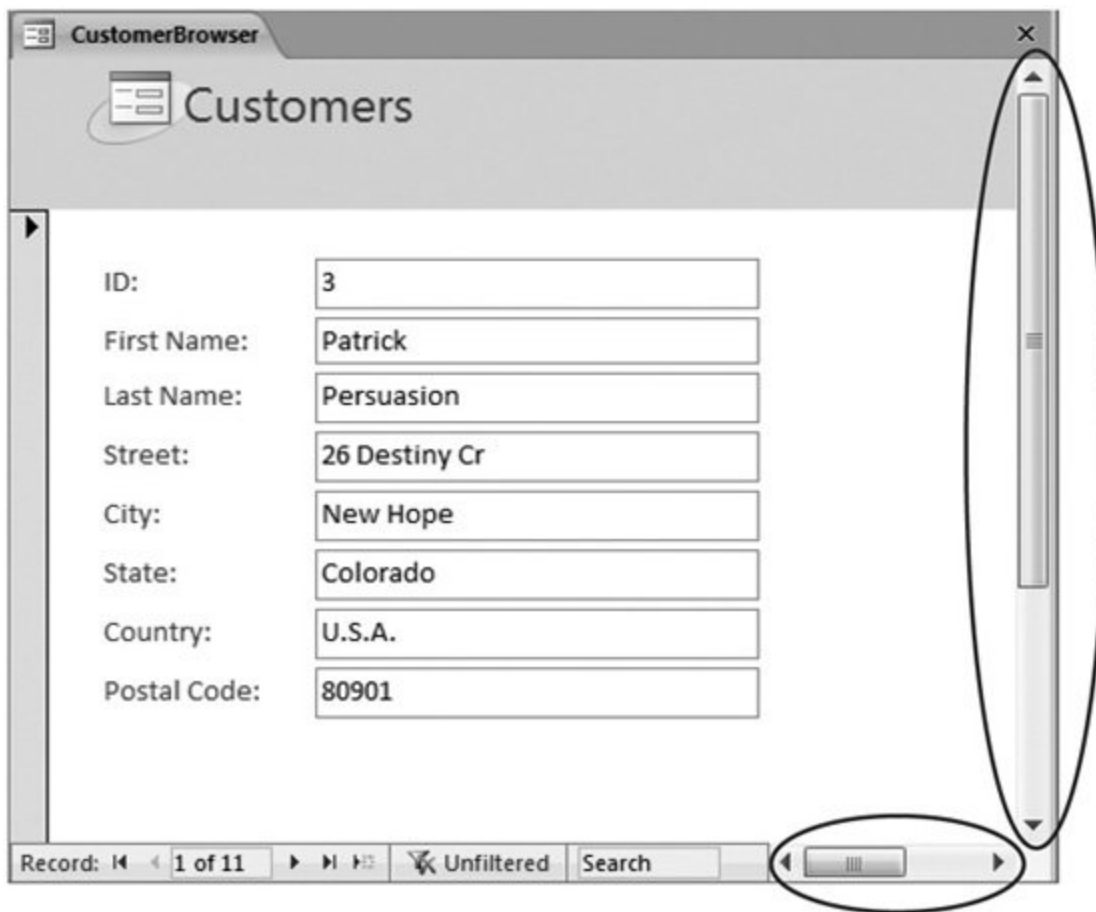 CustomerBrowser
Customers
ID: 3
First Name: Patrick
Last Name: Persuasion
Street: 26 Destiny Cr
City: New Hope
State: Colorado
Country: U.S.A.
Postal Code: 80901
Record: 1 of 11 Unfiltered Search